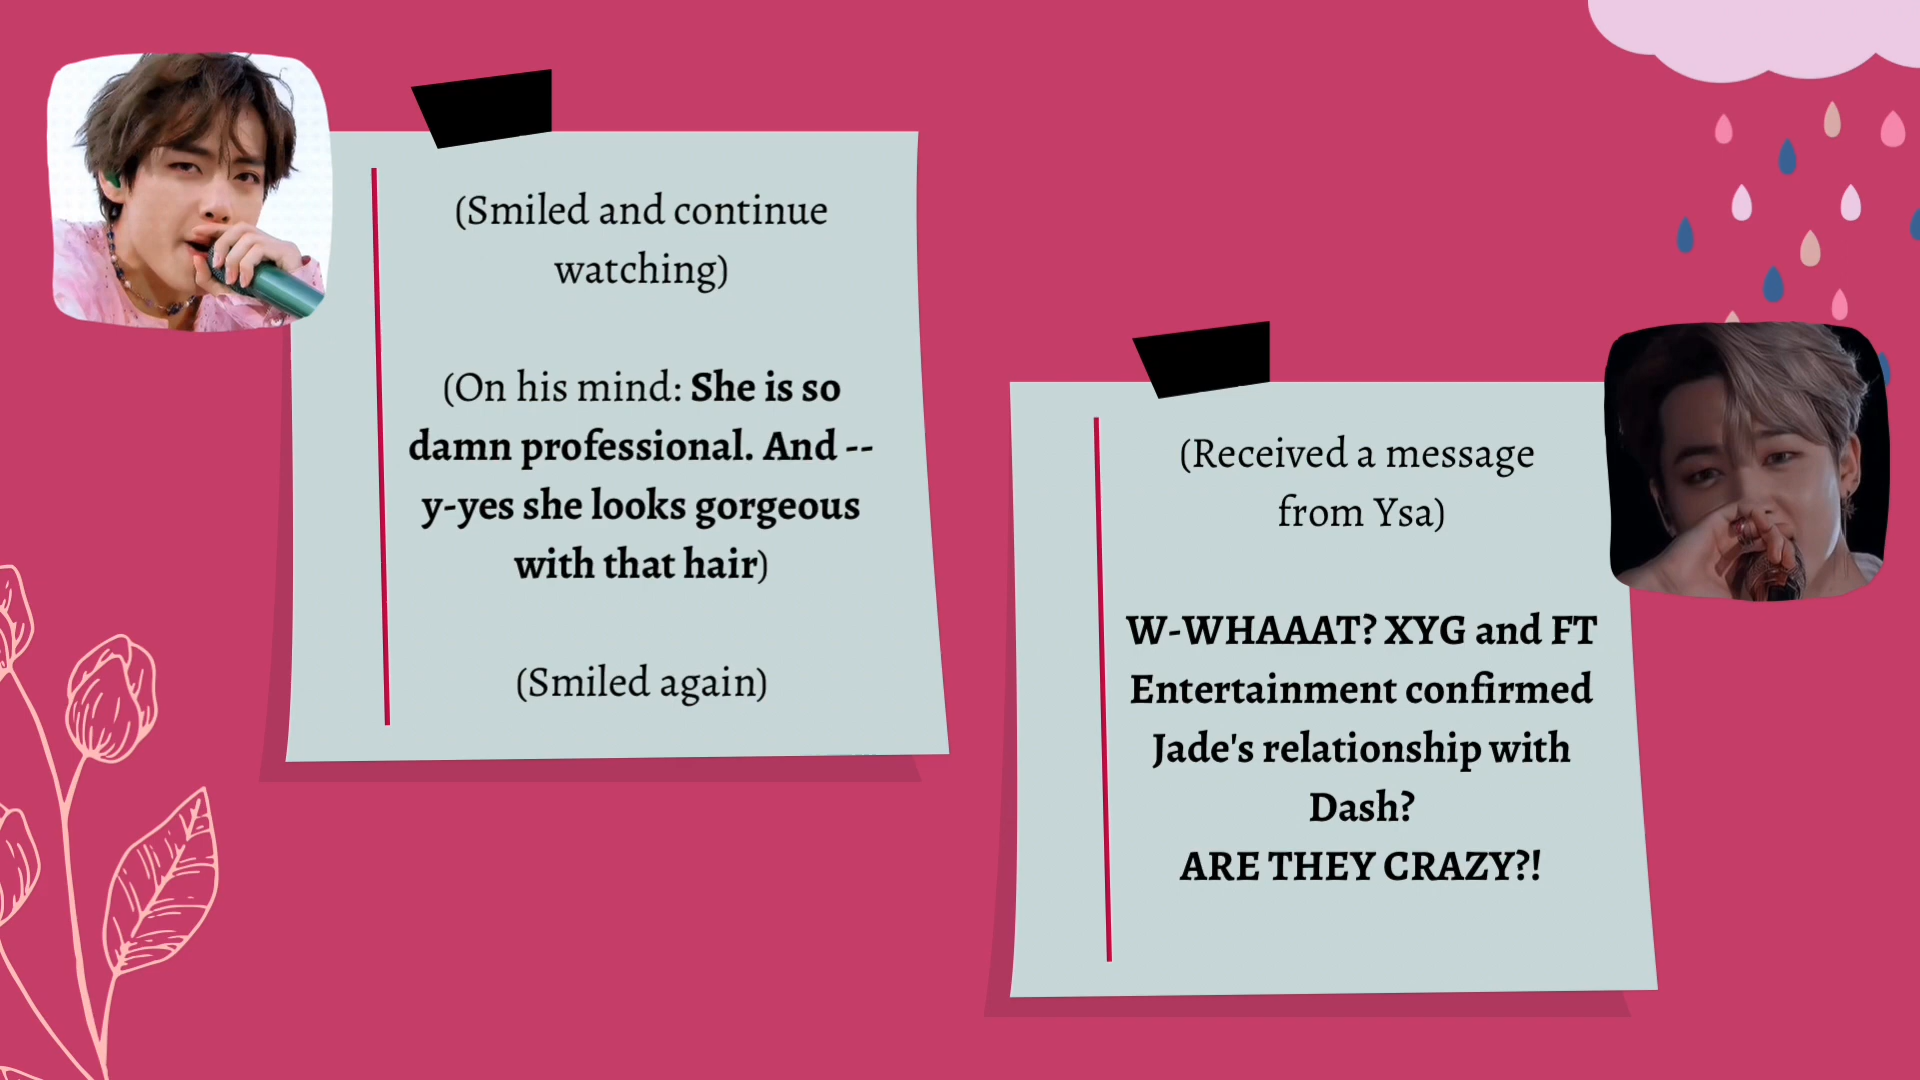 (Smiled and continue
watching)
(On his mind: She is so
damn professional. And --
y-yes she looks gorgeous
with that hair)
(Smiled again)
(Received a message
from Ysa)
W-WHAAAT? XYG and FT
Entertainment confirmed
Jade's relationship with
Dash?
ARE THEY CRAZY?!